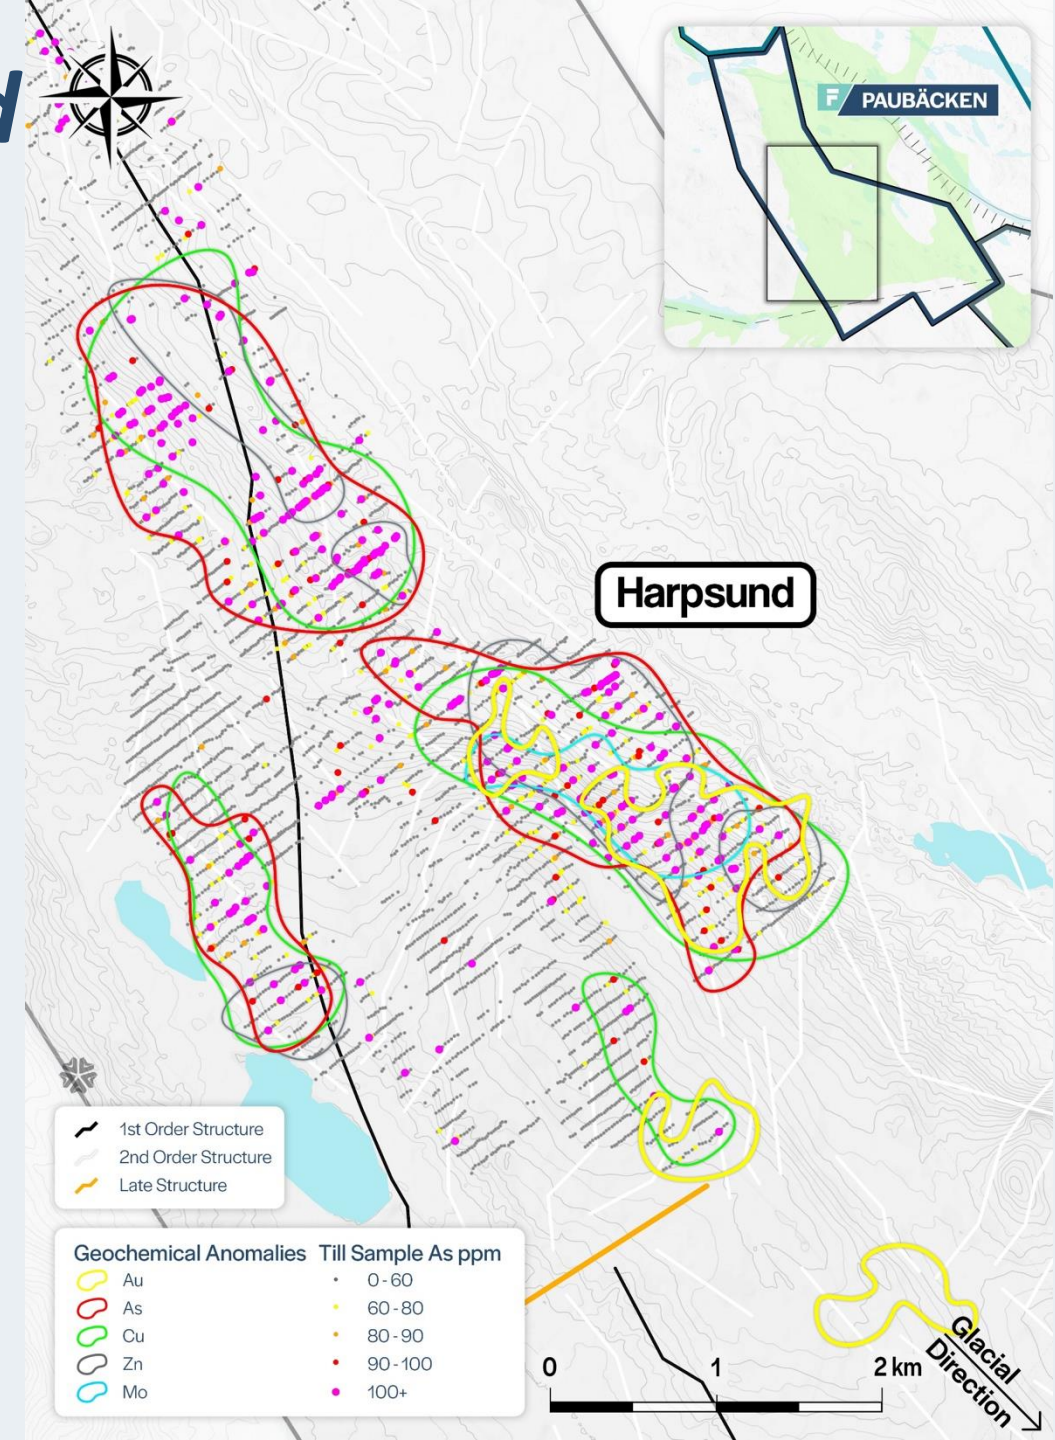 d
F PAUBÄCKEN
Harpsund
1st Order Structure
2nd Order Structure
Late Structure
Geochemical Anomalies Till Sample As ppm
Au 0-60
As 60-80
Cu 80-90
Zn 90-100
Mo 100+
0 1 2 km
Glacial
Direction